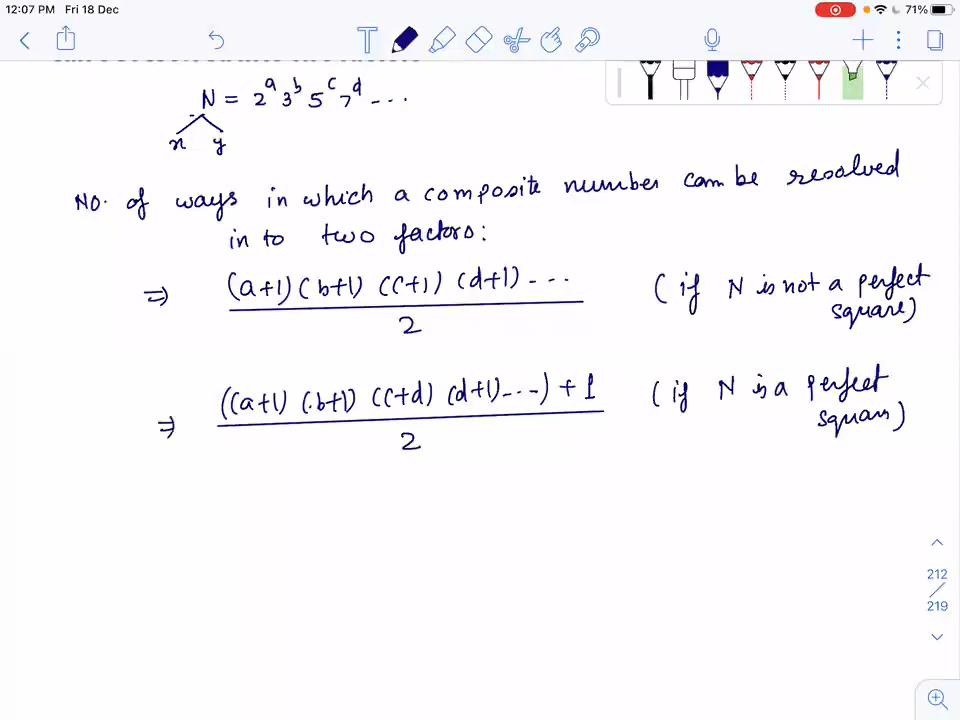 12:07 PM Fri 18 Dec
71%
N = 2^a 3^b 5^c 7^d ....
x y
No. of ways in which a composite number can be resolved
in to two factors:
⇒ (a+1) (b+1) (c+1) (d+1) ---- / 2 (if N is not a perfect
square)
⇒ ((a+1) (b+1) (c+d) (d+1)----) + 1 / 2 (if N is a perfect
square)
212
219